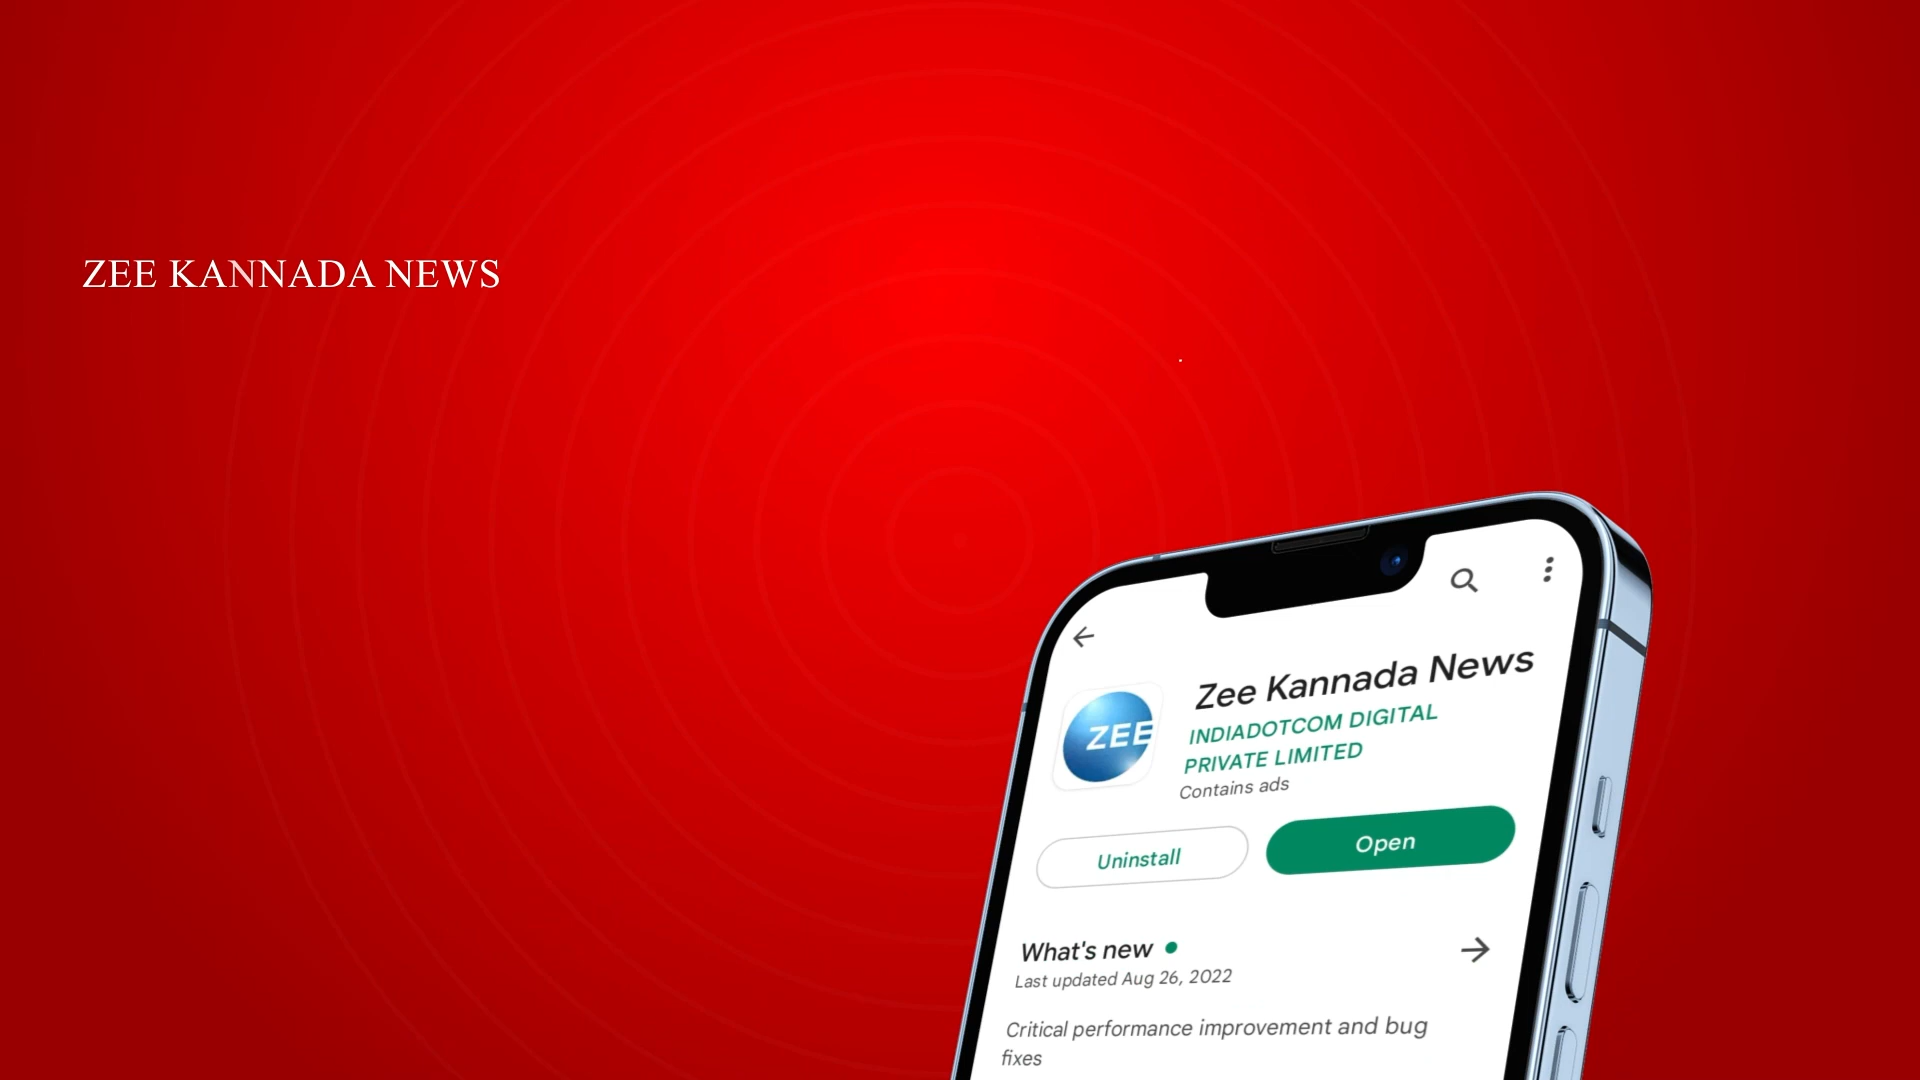 ZEE KANNADA NEWS
Zee Kannada News
ZEE
INDIADOTCOM DIGITAL
PRIVATE LIMITED
Contains ads
Uninstall
Open
What's new
Last updated Aug 26, 2022
Critical performance improvement and bug
fixes